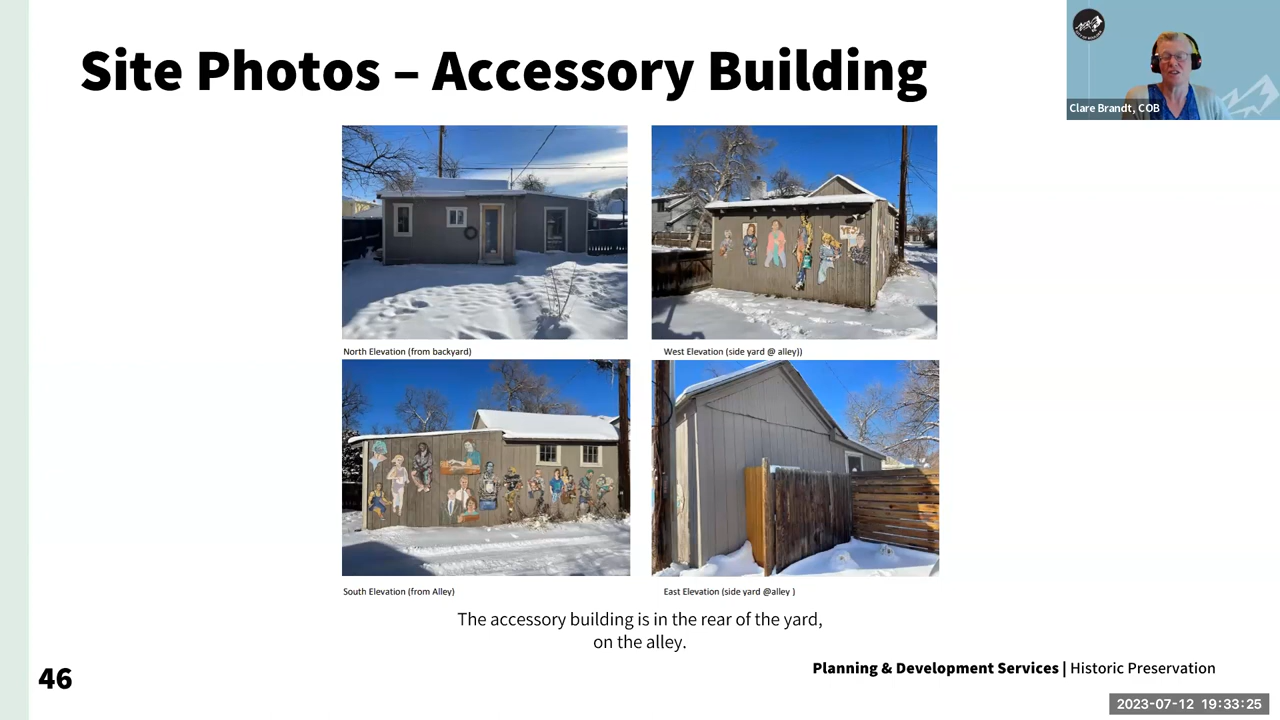 Site Photos – Accessory Building
Clare Brandt, COB
YES!
North Elevation (from backyard)
West Elevation (side yard @ alley))
South Elevation (from Alley)
East Elevation (side yard @alley )
The accessory building is in the rear of the yard,
on the alley.
46
Planning & Development Services | Historic Preservation
2023-07-12 19:33:25